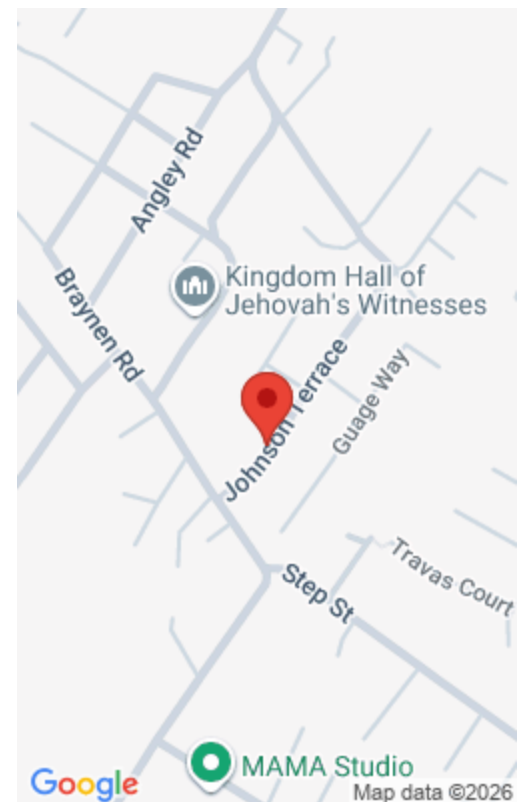 Angley Rd
Kingdom Hall of
Jehovah's Witnesses
Braynen Rd
Johnson Terrace
Guage Way
Travas Court
Step St
MAMA Studio
Google
Map data ©2026